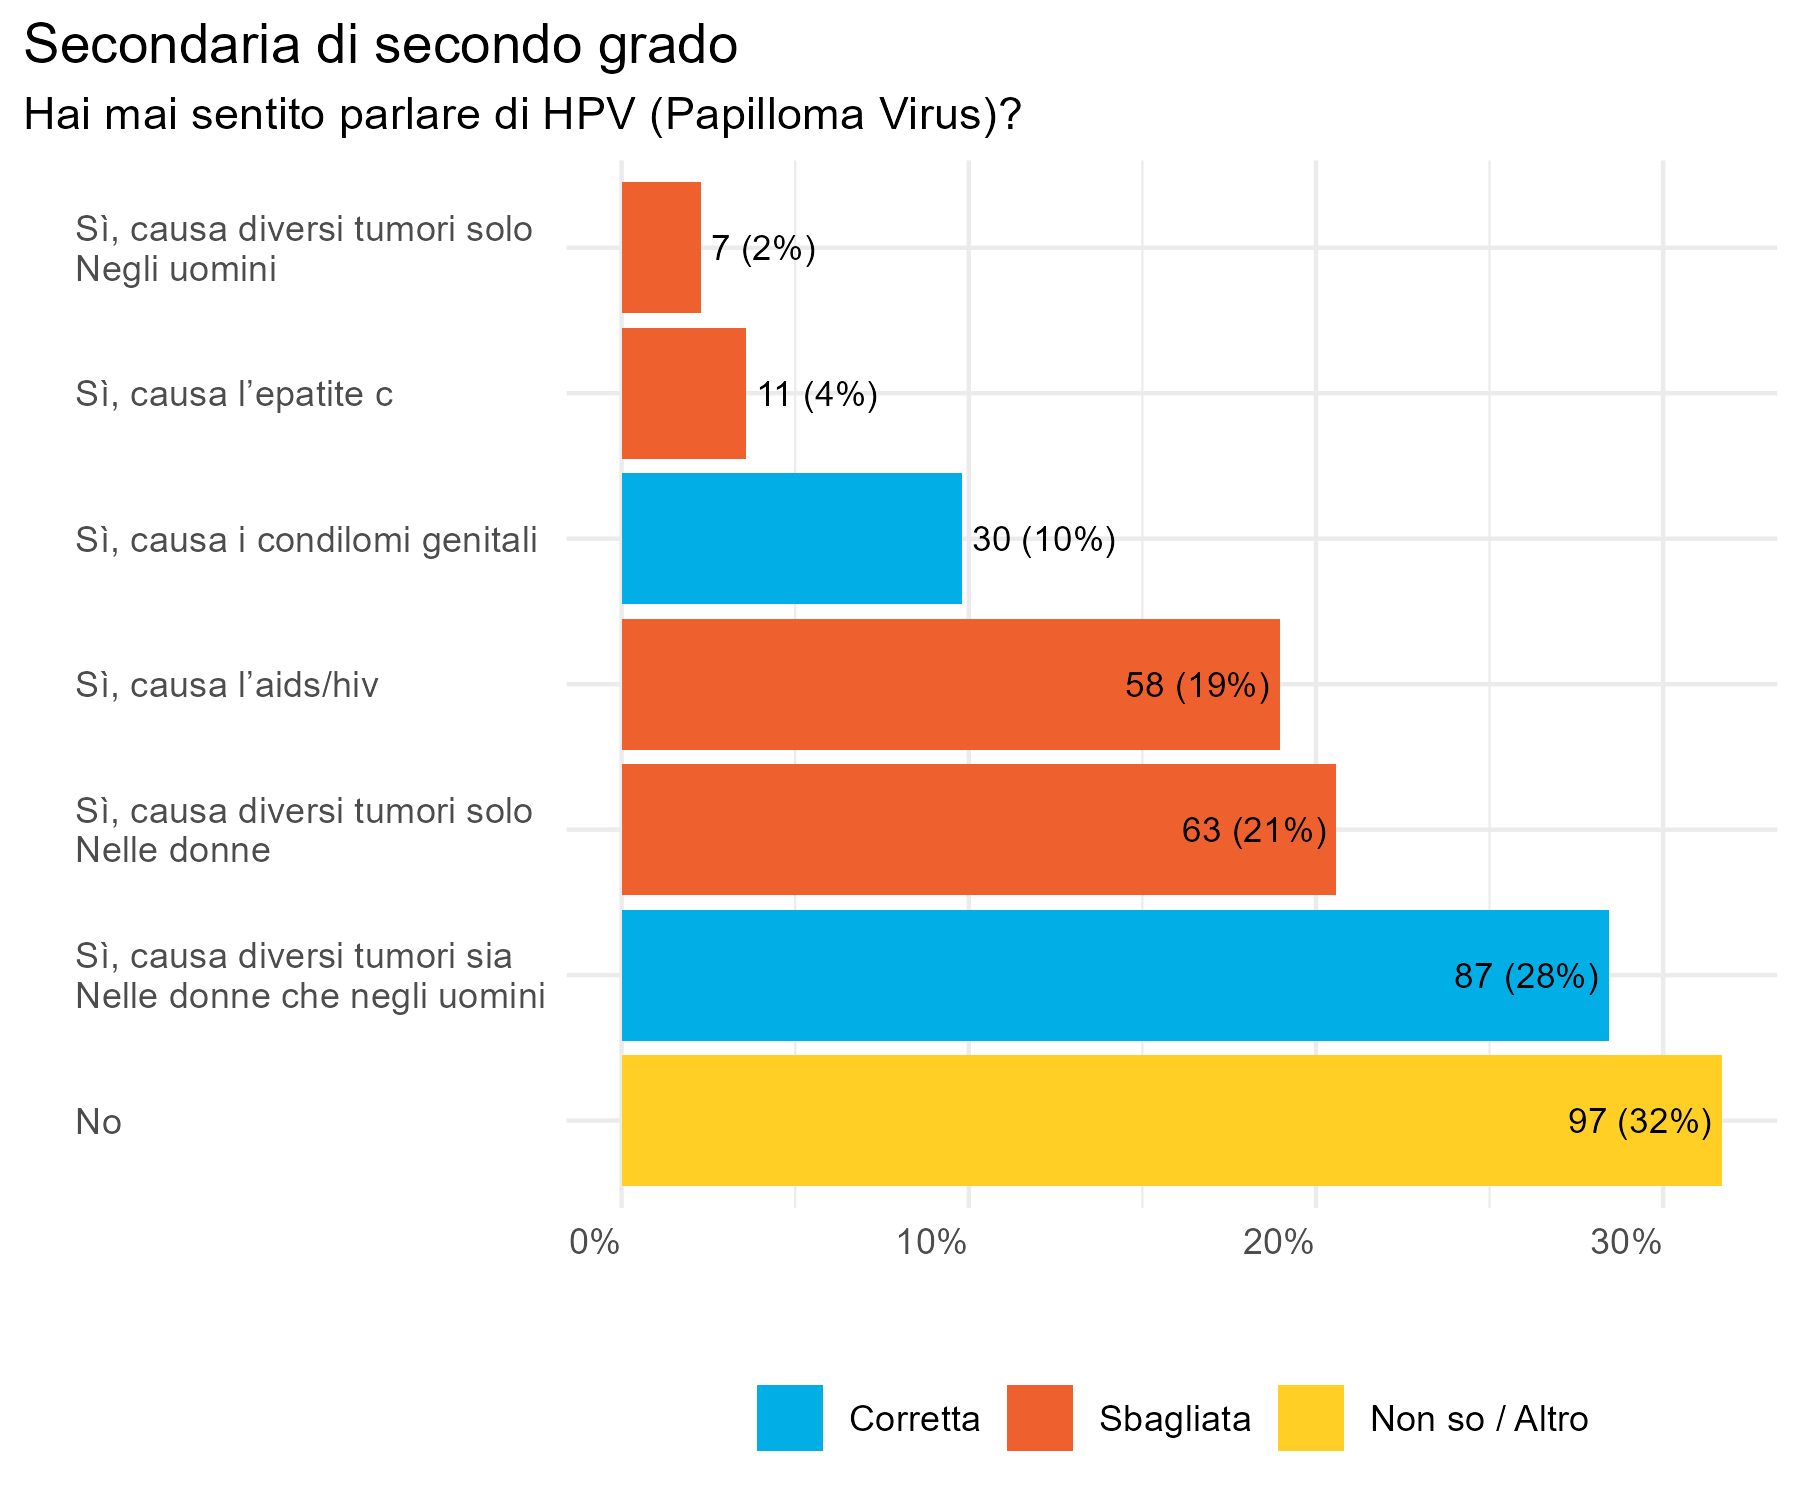 Secondaria di secondo grado
Hai mai sentito parlare di HPV (Papilloma Virus)?
Sì, causa diversi tumori solo
Negli uomini
7 (2%)
Sì, causa l’epatite c
11 (4%)
Sì, causa i condilomi genitali
30 (10%)
Sì, causa l’aids/hiv
58 (19%)
Sì, causa diversi tumori solo
Nelle donne
63 (21%)
Sì, causa diversi tumori sia
Nelle donne che negli uomini
87 (28%)
No
97 (32%)
0% 10% 20% 30%
Corretta Sbagliata Non so / Altro